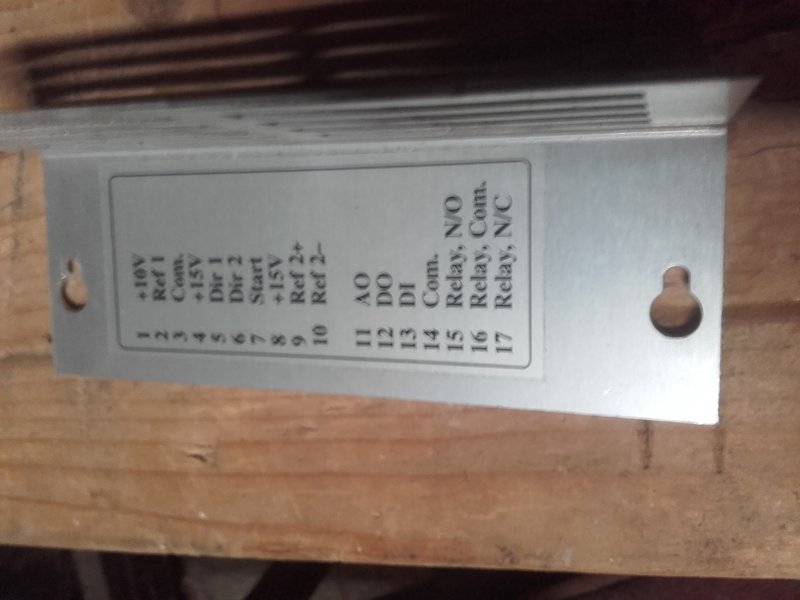 1 +10V
2 Ref 1
3 Com.
4 +15V
5 Dir 1
6 Dir 2
7 Start
8 +15V
9 Ref 2+
10 Ref 2–
11 AO
12 DO
13 DI
14 Com.
15 Relay, N/O
16 Relay, Com.
17 Relay, N/C